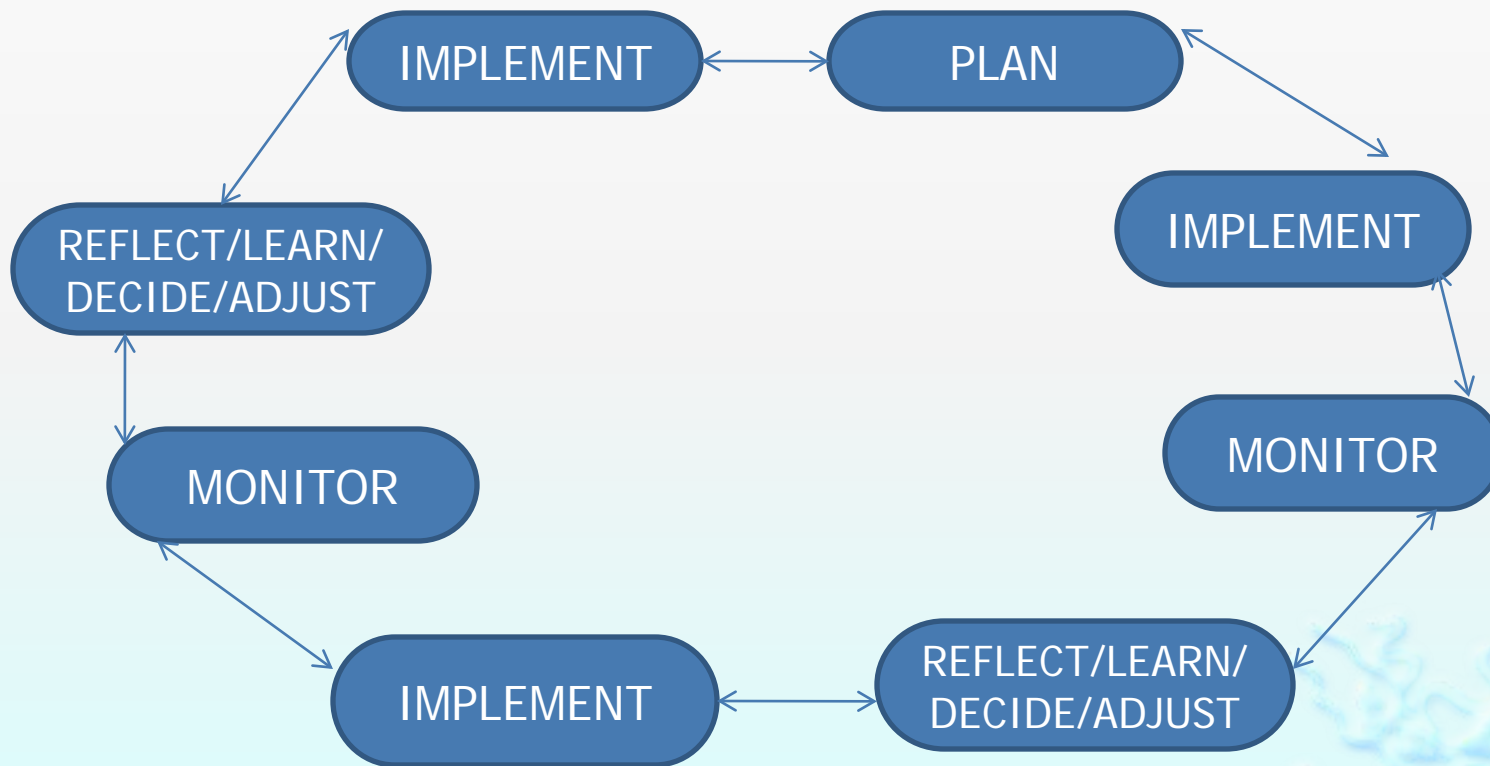 IMPLEMENT
PLAN
IMPLEMENT
REFLECT/LEARN/
DECIDE/ADJUST
MONITOR
MONITOR
IMPLEMENT
REFLECT/LEARN/
DECIDE/ADJUST